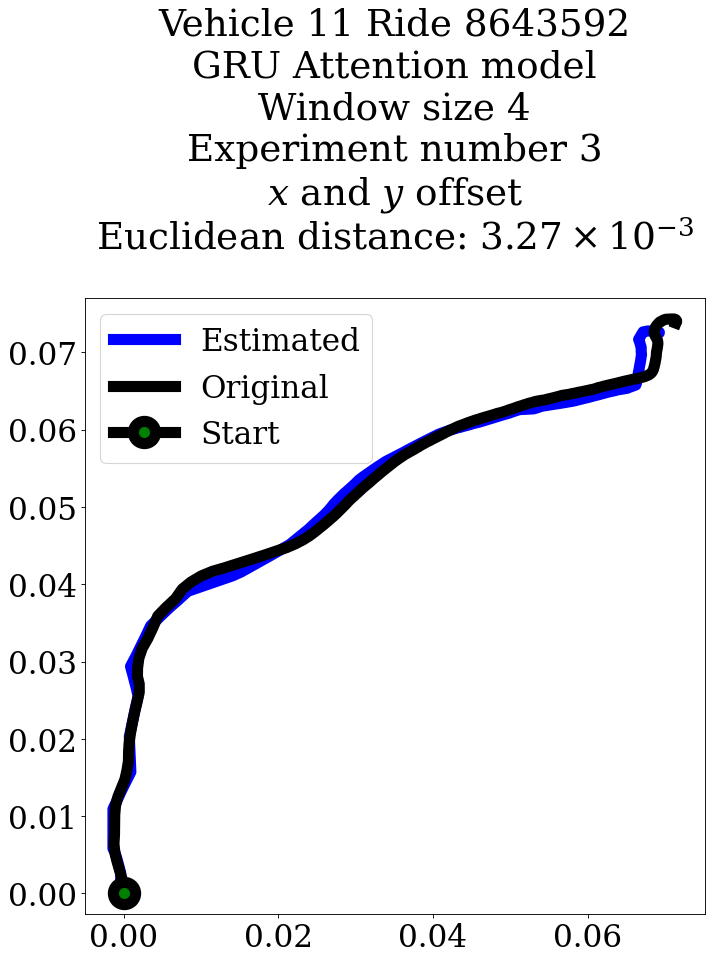 Vehicle 11 Ride 8643592
GRU Attention model
Window size 4
Experiment number 3
x and y offset
Euclidean distance: 3.27 × 10⁻³
Estimated
Original
Start
0.07
0.06
0.05
0.04
0.03
0.02
0.01
0.00
0.00 0.02 0.04 0.06